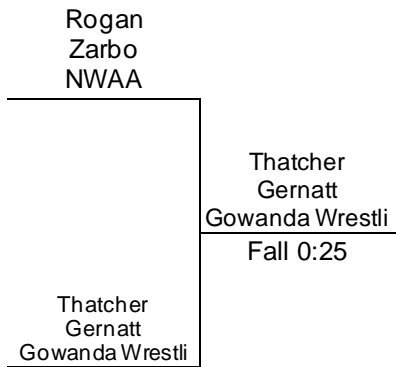 Rogan
Zarbo
NWAA
Thatcher
Gernatt
Gowanda Wrestli
Fall 0:25
Thatcher
Gernatt
Gowanda Wrestli